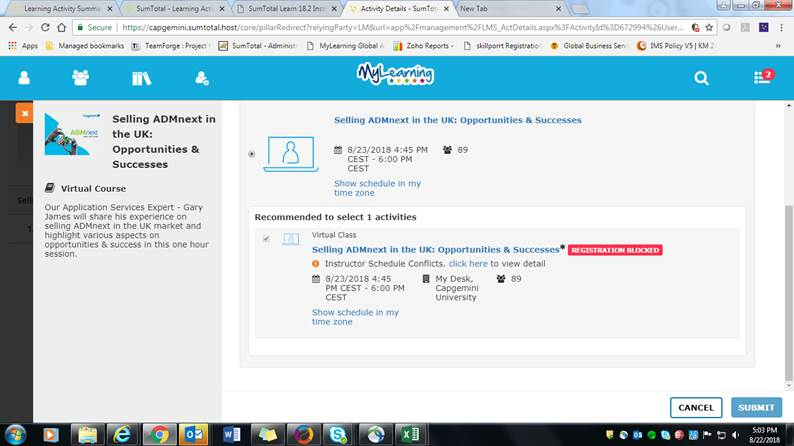 Learning Activity Summa
SumTotal - Learning Acti
SumTotal Learn 18.2 Inst
Activity Details - SumTot
New Tab
Secure https://capgemini.sumtotal.host/core/pillarRedirect?relyingParty=LM&url=app%2Fmanagement%2FLMS_ActDetails.aspx%3FActivityId%3D672994%26User...
Apps Managed bookmarks TeamForge : Project H SumTotal - Administra MyLearning Global A Zoho Reports - skillport Registration Global Business Servi IMS Policy V5 | KM 2
MyLearning
2
Selling ADMnext in
the UK:
Opportunities &
Successes
Capgemini
ADMnext
Virtual Course
Our Application Services Expert - Gary
James will share his experience on
selling ADMnext in the UK market and
highlight various aspects on
opportunities & success in this one hour
session.
Selling ADMnext in the UK: Opportunities & Successes
8/23/2018 4:45 PM 89
CEST - 6:00 PM
CEST
Show schedule in my
time zone
Recommended to select 1 activities
Virtual Class
Selling ADMnext in the UK: Opportunities & Successes* REGISTRATION BLOCKED
Instructor Schedule Conflicts. click here to view detail
8/23/2018 4:45 My Desk, 89
PM CEST - 6:00 PM Capgemini
CEST University
Show schedule in my
time zone
CANCEL SUBMIT
5:03 PM
8/22/2018